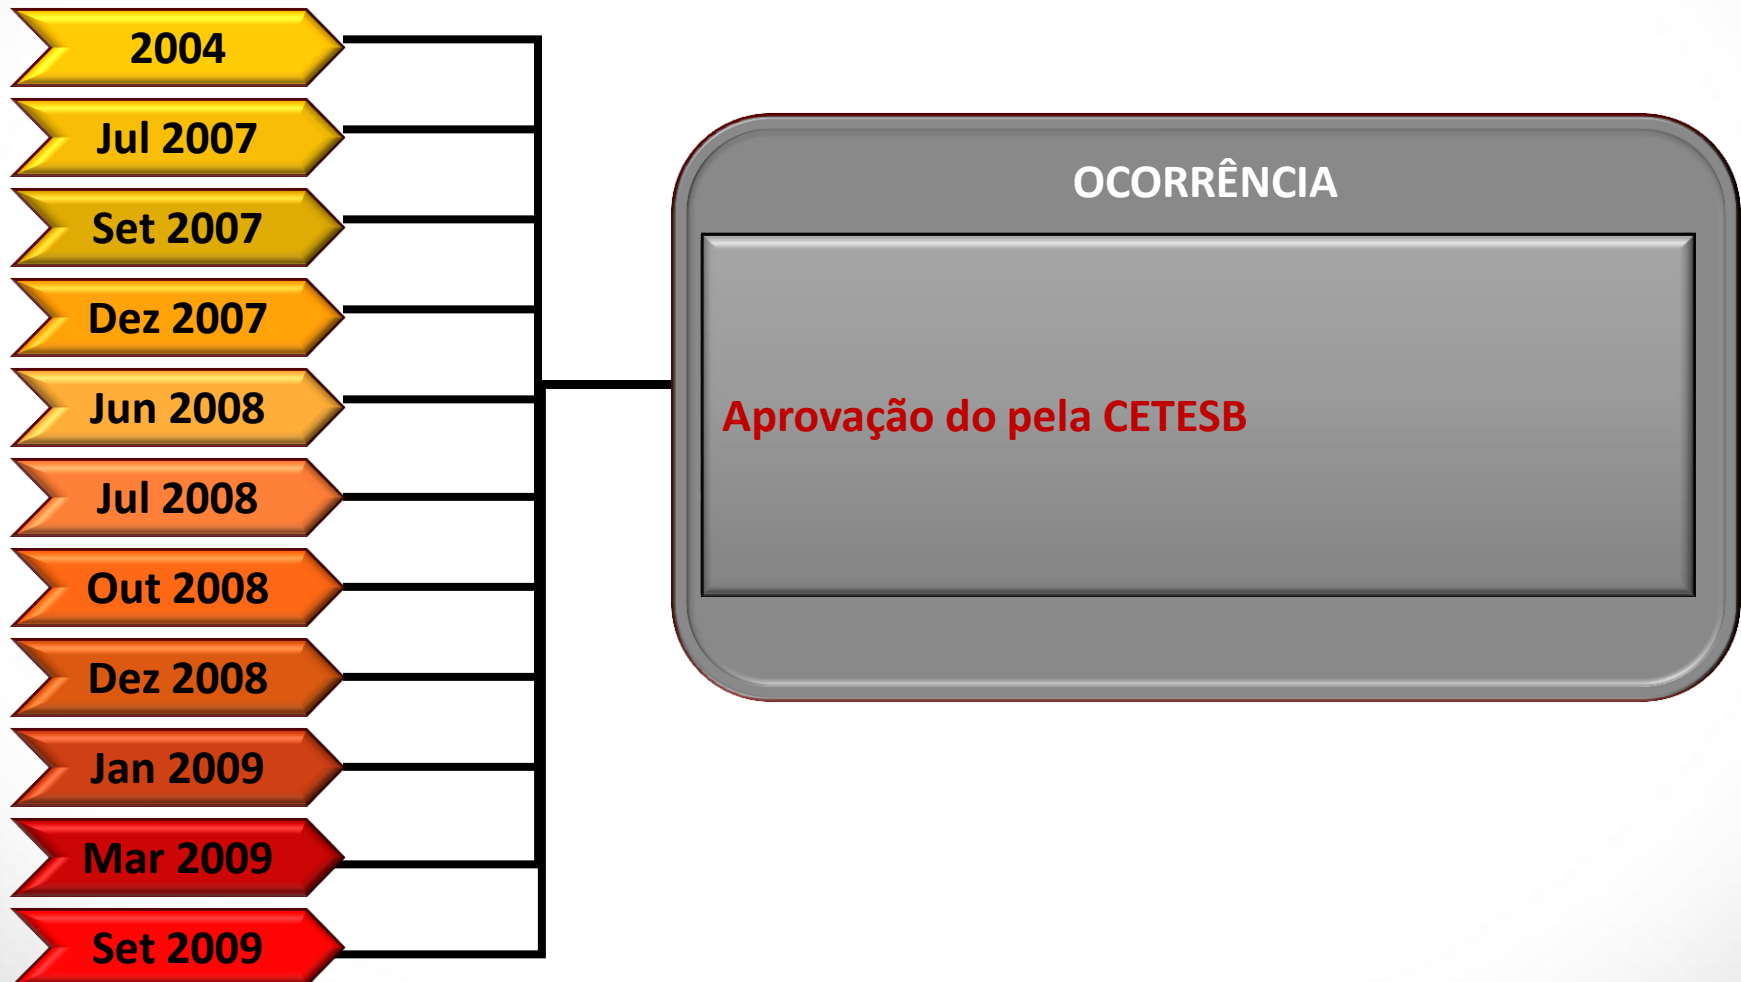 2004
Jul 2007
Set 2007
Dez 2007
Jun 2008
Jul 2008
Out 2008
Dez 2008
Jan 2009
Mar 2009
Set 2009
OCORRÊNCIA
Aprovação do pela CETESB